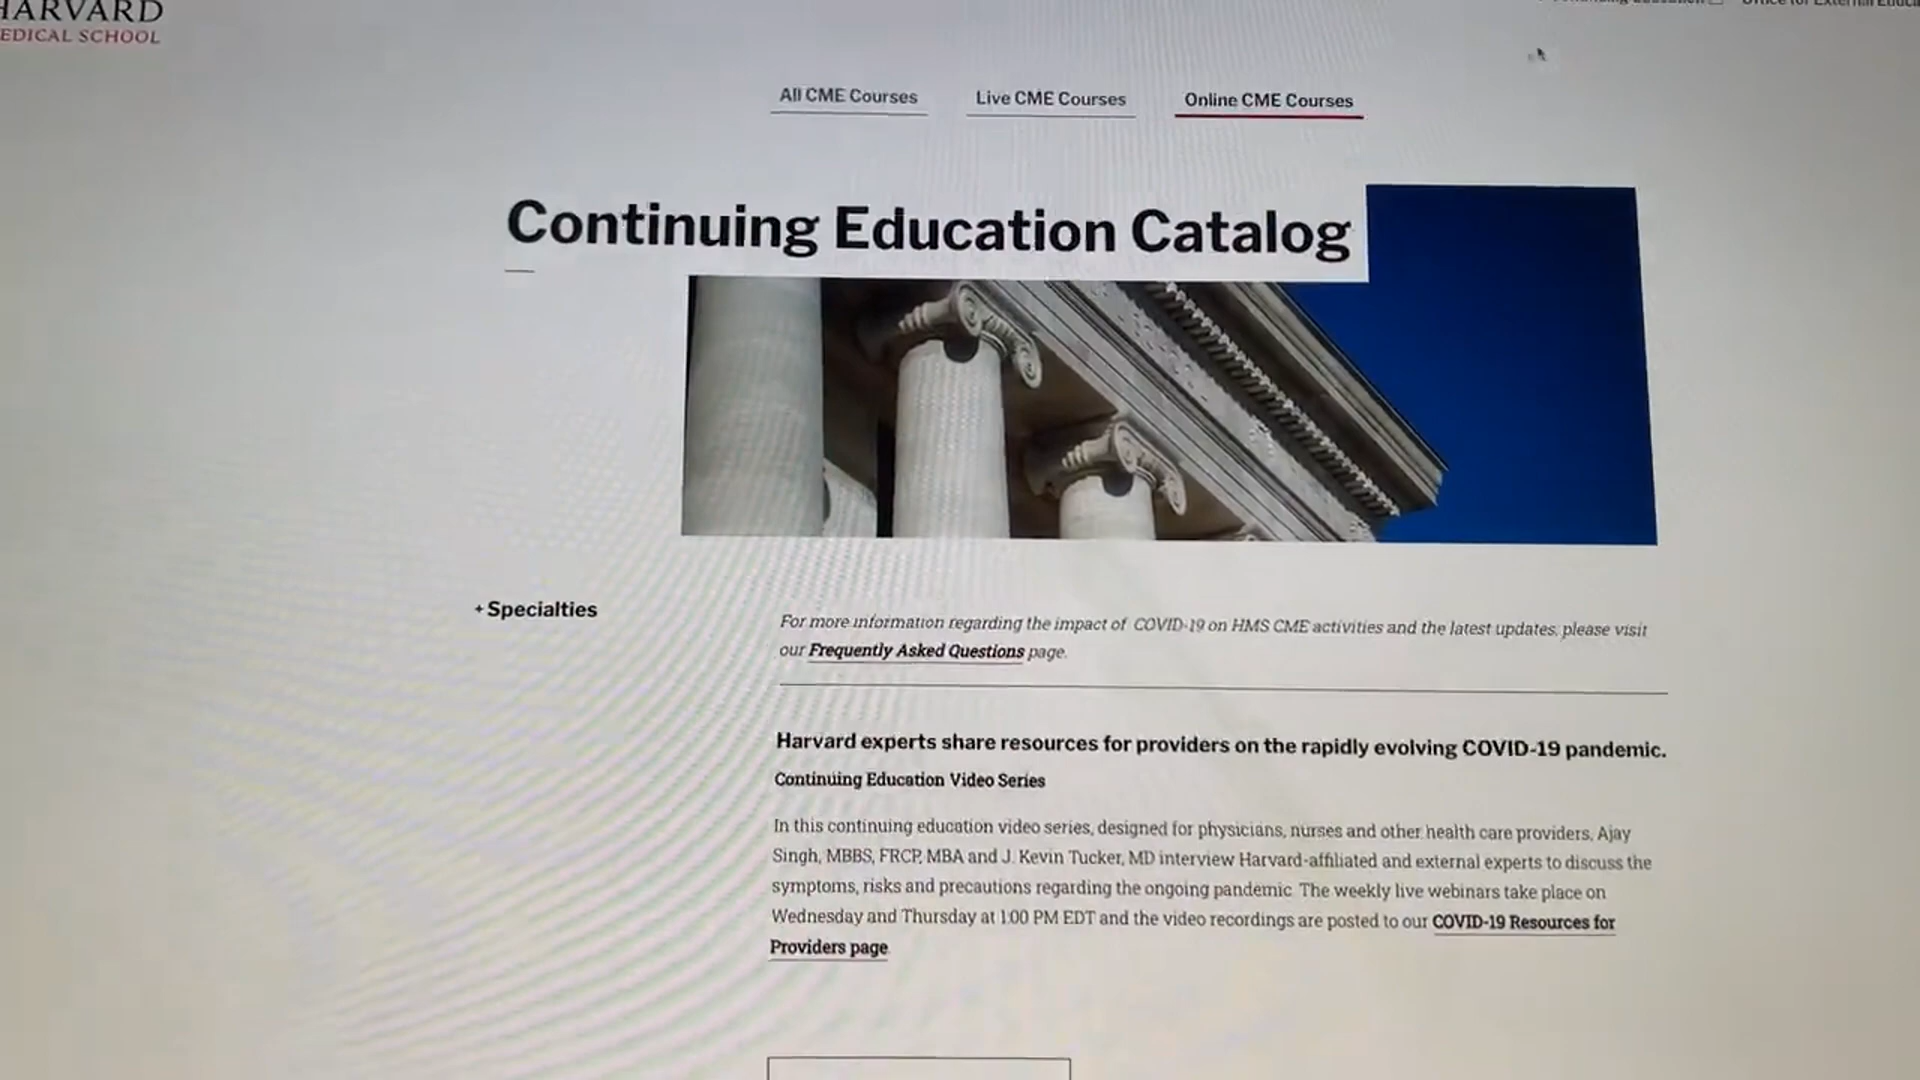 HARVARD
EDICAL SCHOOL
All CME Courses
Live CME Courses
Online CME Courses
Continuing Education Catalog
+ Specialties
For more information regarding the impact of COVID-19 on HMS CME activities and the latest updates, please visit
our Frequently Asked Questions page.
Harvard experts share resources for providers on the rapidly evolving COVID-19 pandemic.
Continuing Education Video Series
In this continuing education video series, designed for physicians, nurses and other health care providers, Ajay
Singh, MBBS, FRCP, MBA and J. Kevin Tucker, MD interview Harvard-affiliated and external experts to discuss the
symptoms, risks and precautions regarding the ongoing pandemic. The weekly live webinars take place on
Wednesday and Thursday at 1:00 PM EDT and the video recordings are posted to our COVID-19 Resources for
Providers page.